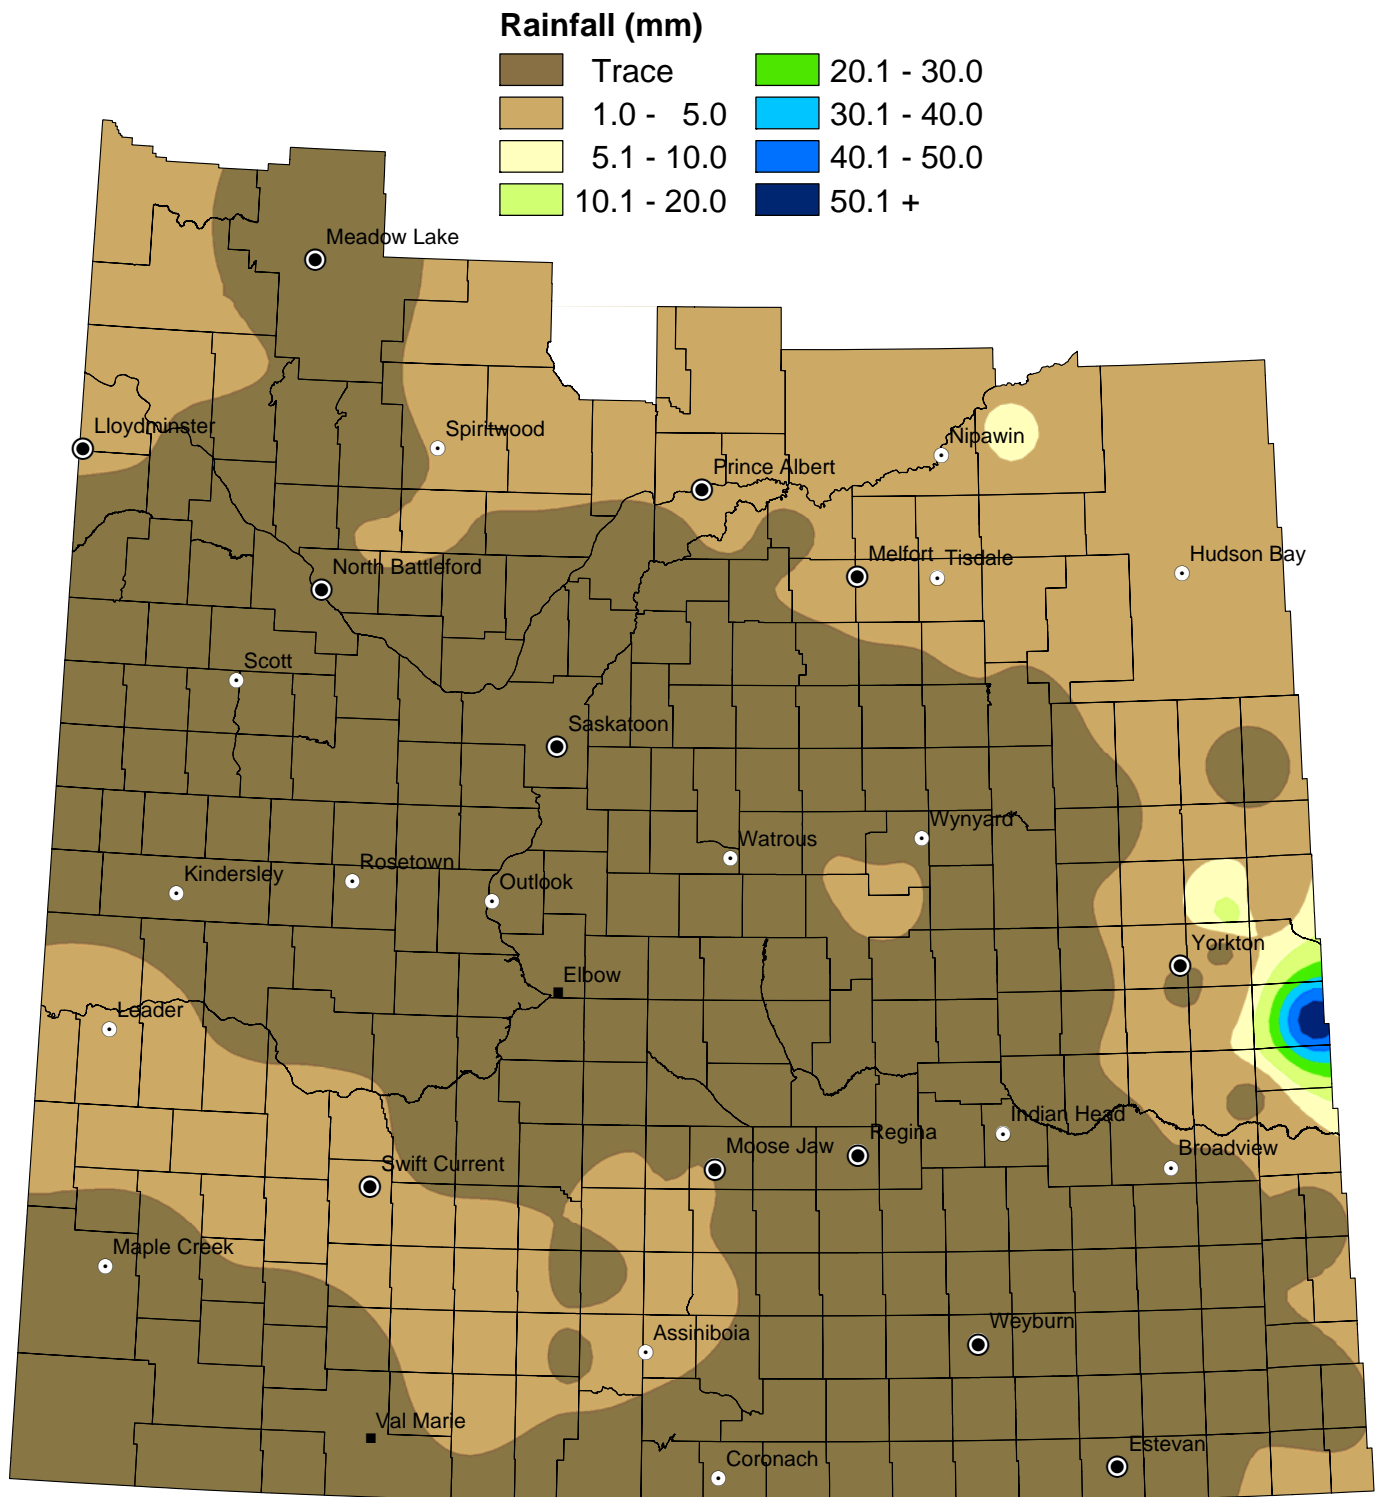 Rainfall (mm)
Trace
20.1 - 30.0
1.0 - 5.0
30.1 - 40.0
5.1 - 10.0
40.1 - 50.0
10.1 - 20.0
50.1 +
Meadow Lake
Lloydminster
Spiritwood
Nipawin
Prince Albert
Melfort
Tisdale
Hudson Bay
North Battleford
Scott
Saskatoon
Wynyard
Watrous
Rosetown
Kindersley
Outlook
Yorkton
Elbow
Leader
Indian Head
Regina
Moose Jaw
Broadview
Swift Current
Maple Creek
Weyburn
Assiniboia
Val Marie
Estevan
Coronach